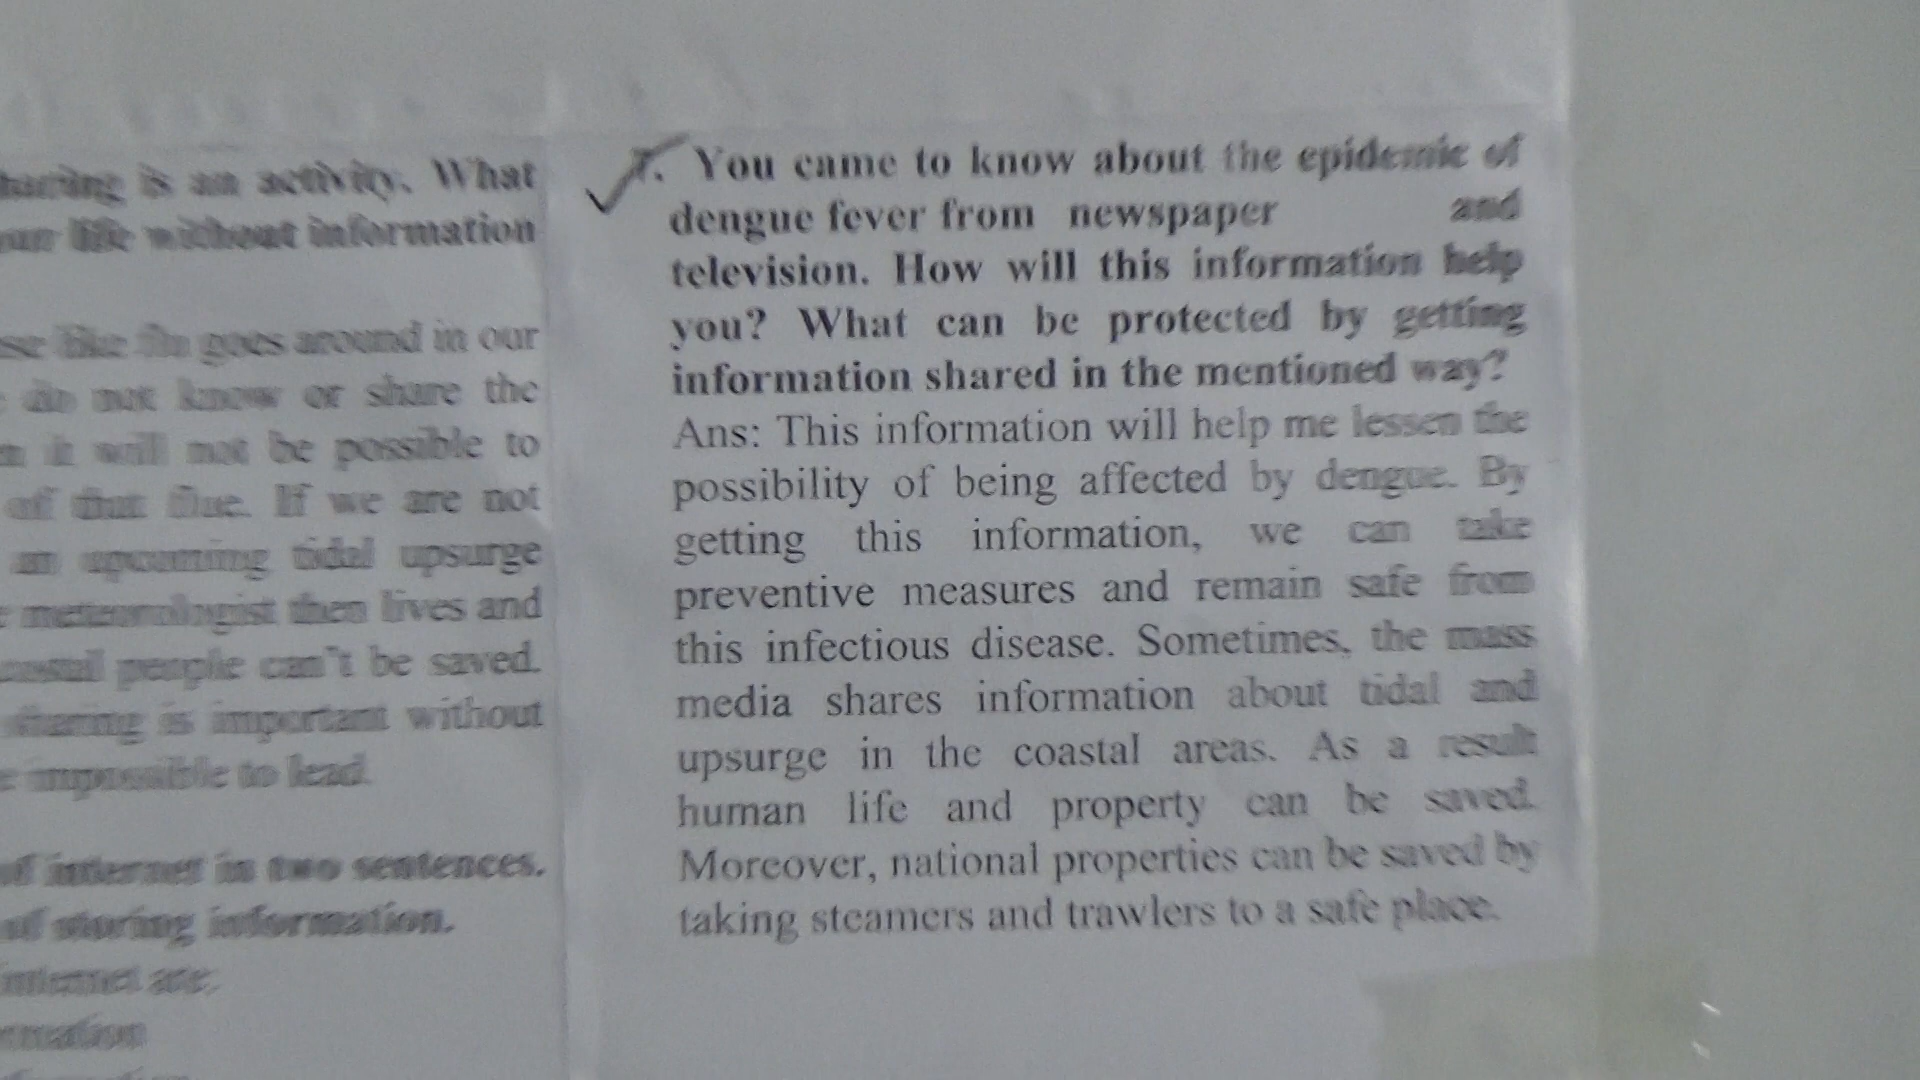 is an activity. What
life without information
goes around in our
do not know or share the
it will not be possible to
of that flue. If we are not
an upcoming tidal upsurge
meteorologist then lives and
people can't be saved.
sharing is important without
impossible to lead.
of internet in two sentences.
of storing information.
internet are.
7. You came to know about the epidemic of
dengue fever from newspaper and
television. How will this information help
you? What can be protected by getting
information shared in the mentioned way?
Ans: This information will help me lessen the
possibility of being affected by dengue. By
getting this information, we can take
preventive measures and remain safe from
this infectious disease. Sometimes, the mass
media shares information about tidal and
upsurge in the coastal areas. As a result
human life and property can be saved.
Moreover, national properties can be saved by
taking steamers and trawlers to a safe place.